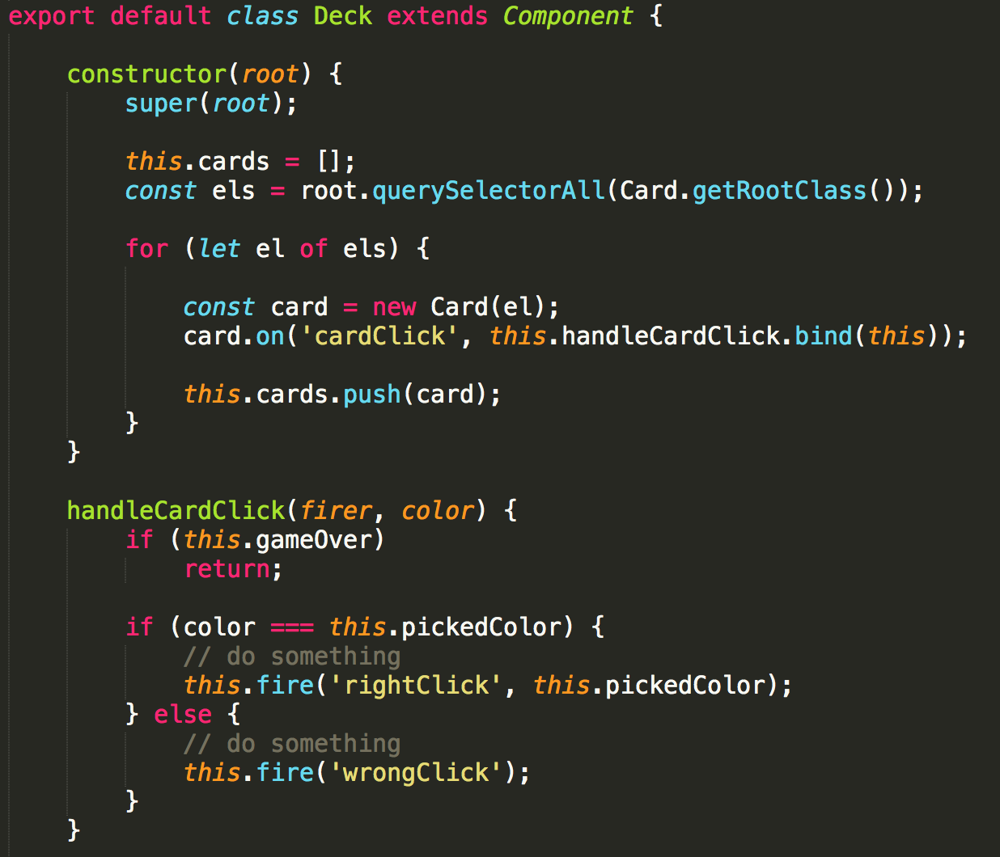 export default class Deck extends Component {
constructor(root) {
super(root);
this.cards = [];
const els = root.querySelectorAll(Card.getRootClass());
for (let el of els) {
const card = new Card(el);
card.on('cardClick', this.handleCardClick.bind(this));
this.cards.push(card);
}
}
handleCardClick(firer, color) {
if (this.gameOver)
return;
if (color === this.pickedColor) {
// do something
this.fire('rightClick', this.pickedColor);
} else {
// do something
this.fire('wrongClick');
}
}